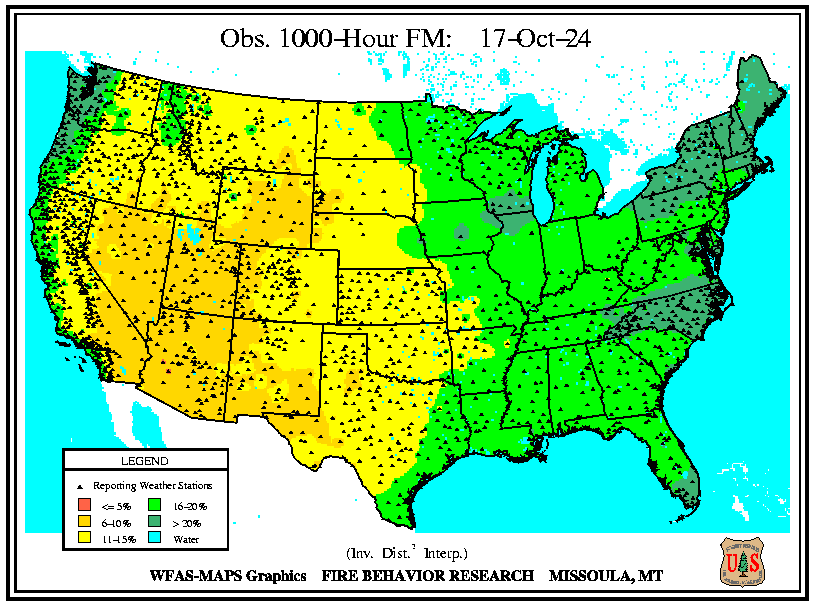 Obs. 1000-Hour FM:   17-Oct-24
LEGEND
Reporting Weather Stations
<= 5%   16-20%
6-10%   > 20%
11-15%   Water
(Inv. Dist.² Interp.)
WFAS-MAPS Graphics   FIRE BEHAVIOR RESEARCH   MISSOULA, MT
U S